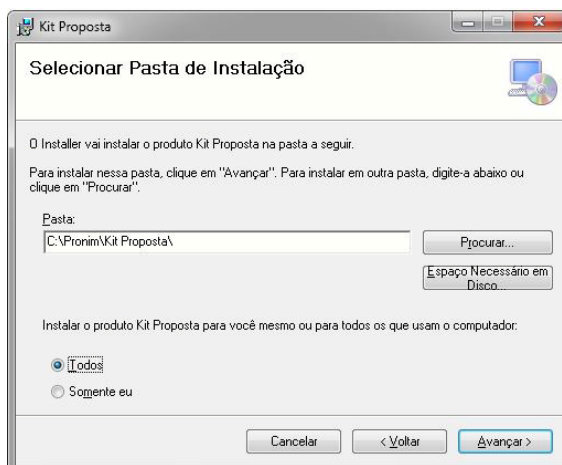 Kit Proposta
Selecionar Pasta de Instalação
O Installer vai instalar o produto Kit Proposta na pasta a seguir.
Para instalar nessa pasta, clique em "Avançar". Para instalar em outra pasta, digite-a abaixo ou
clique em "Procurar".
Pasta:
C:\Pronim\Kit Proposta\
Procurar...
Espaço Necessário em
Disco...
Instalar o produto Kit Proposta para você mesmo ou para todos os que usam o computador:
Todos
Somente eu
Cancelar
< Voltar
Avançar >